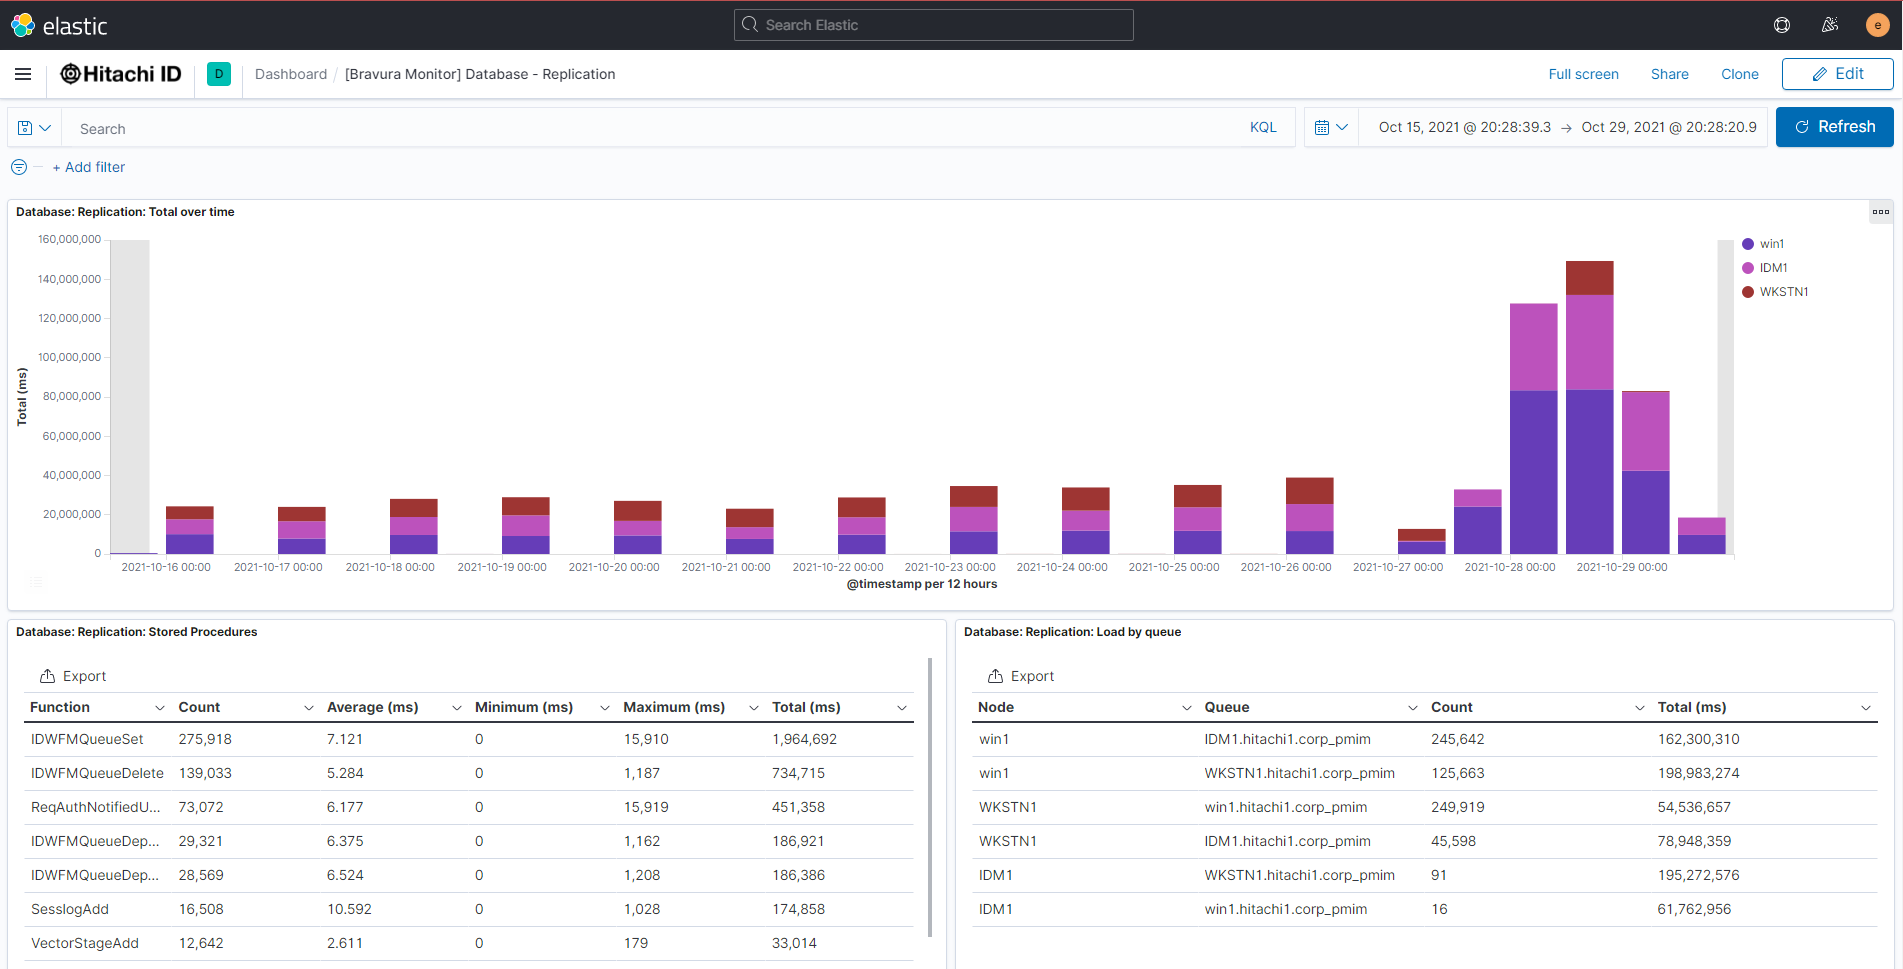 elastic
Search Elastic
e
Hitachi ID
D
Dashboard / [Bravura Monitor] Database - Replication
Full screen
Share
Clone
Edit
Search
KQL
Oct 15, 2021 @ 20:28:39.3 → Oct 29, 2021 @ 20:28:20.9
Refresh
+ Add filter
Database: Replication: Total over time
160,000,000
140,000,000
120,000,000
100,000,000
80,000,000
60,000,000
40,000,000
20,000,000
0
Total (ms)
win1
IDM1
WKSTN1
2021-10-16 00:00 2021-10-17 00:00 2021-10-18 00:00 2021-10-19 00:00 2021-10-20 00:00 2021-10-21 00:00 2021-10-22 00:00 2021-10-23 00:00 2021-10-24 00:00 2021-10-25 00:00 2021-10-26 00:00 2021-10-27 00:00 2021-10-28 00:00 2021-10-29 00:00
@timestamp per 12 hours
Database: Replication: Stored Procedures
Export
Function Count Average (ms) Minimum (ms) Maximum (ms) Total (ms)
IDWFMQueueSet 275,918 7.121 0 15,910 1,964,692
IDWFMQueueDelete 139,033 5.284 0 1,187 734,715
ReqAuthNotifiedU... 73,072 6.177 0 15,919 451,358
IDWFMQueueDep... 29,321 6.375 0 1,162 186,921
IDWFMQueueDep... 28,569 6.524 0 1,208 186,386
SesslogAdd 16,508 10.592 0 1,028 174,858
VectorStageAdd 12,642 2.611 0 179 33,014
Database: Replication: Load by queue
Export
Node Queue Count Total (ms)
win1 IDM1.hitachi1.corp_pmim 245,642 162,300,310
win1 WKSTN1.hitachi1.corp_pmim 125,663 198,983,274
WKSTN1 win1.hitachi1.corp_pmim 249,919 54,536,657
WKSTN1 IDM1.hitachi1.corp_pmim 45,598 78,948,359
IDM1 WKSTN1.hitachi1.corp_pmim 91 195,272,576
IDM1 win1.hitachi1.corp_pmim 16 61,762,956